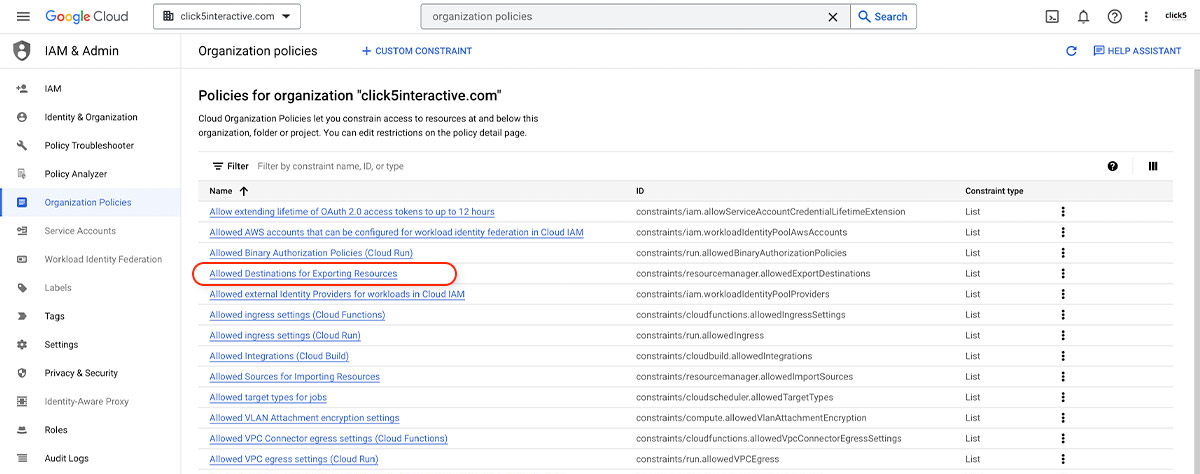 Google Cloud
click5interactive.com
organization policies
Search
click5
IAM & Admin
Organization policies
CUSTOM CONSTRAINT
HELP ASSISTANT
IAM
Identity & Organization
Policy Troubleshooter
Policy Analyzer
Organization Policies
Service Accounts
Workload Identity Federation
Labels
Tags
Settings
Privacy & Security
Identity-Aware Proxy
Roles
Audit Logs
Policies for organization "click5interactive.com"
Cloud Organization Policies let you constrain access to resources at and below this
organization, folder or project. You can edit restrictions on the policy detail page.
Filter Filter by constraint name, ID, or type
Name ID Constraint type
Allow extending lifetime of OAuth 2.0 access tokens to up to 12 hours constraints/iam.allowServiceAccountCredentialLifetimeExtension List
Allowed AWS accounts that can be configured for workload identity federation in Cloud IAM constraints/iam.workloadIdentityPoolAwsAccounts List
Allowed Binary Authorization Policies (Cloud Run) constraints/run.allowedBinaryAuthorizationPolicies List
Allowed Destinations for Exporting Resources constraints/resourcemanager.allowedExportDestinations List
Allowed external Identity Providers for workloads in Cloud IAM constraints/iam.workloadIdentityPoolProviders List
Allowed ingress settings (Cloud Functions) constraints/cloudfunctions.allowedIngressSettings List
Allowed ingress settings (Cloud Run) constraints/run.allowedIngress List
Allowed Integrations (Cloud Build) constraints/cloudbuild.allowedIntegrations List
Allowed Sources for Importing Resources constraints/resourcemanager.allowedImportSources List
Allowed target types for jobs constraints/cloudscheduler.allowedTargetTypes List
Allowed VLAN Attachment encryption settings constraints/compute.allowedVlanAttachmentEncryption List
Allowed VPC Connector egress settings (Cloud Functions) constraints/cloudfunctions.allowedVpcConnectorEgressSettings List
Allowed VPC egress settings (Cloud Run) constraints/run.allowedVPCEgress List